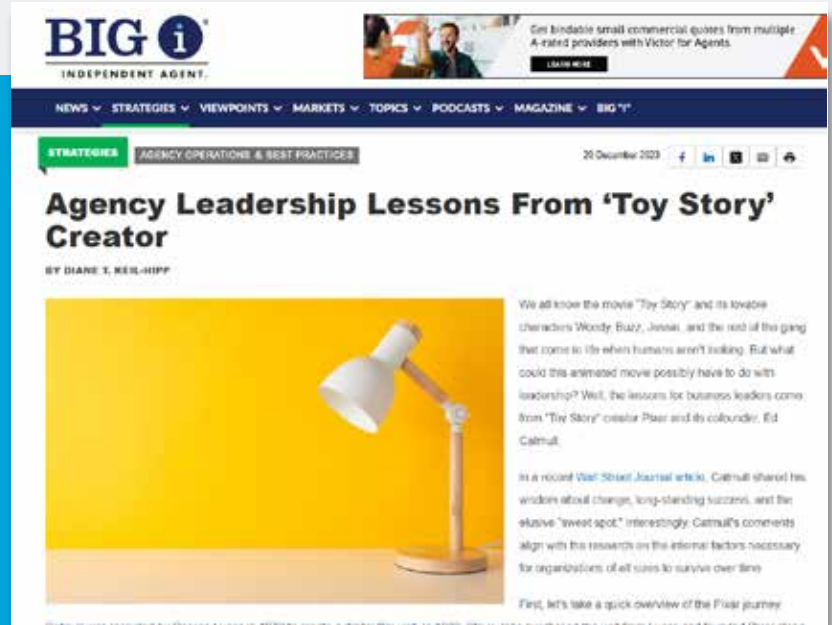 BIG i
INDEPENDENT AGENT.
Get bindable small commercial quotes from multiple
A-rated providers with Victor for Agents
LEARN MORE
NEWS STRATEGIES VIEWPOINTS MARKETS TOPICS PODCASTS MAGAZINE BIG "I"
STRATEGIES AGENCY OPERATIONS & BEST PRACTICES
20 December 2023
Agency Leadership Lessons From ‘Toy Story’
Creator
BY DIANE T. KEIL-HIPP
We all know the movie "Toy Story" and its lovable
characters Woody, Buzz, Jessie, and the rest of the gang
that come to life when humans aren't looking. But what
could this animated movie possibly have to do with
leadership? Well, the lessons for business leaders come
from "Toy Story" creator Pixar and its cofounder, Ed
Catmull.
In a recent Wall Street Journal article, Catmull shared his
wisdom about change, long-standing success, and the
elusive "sweet spot." Interestingly, Catmull's comments
align with the research on the internal factors necessary
for organizations of all sizes to survive over time
First, let's take a quick overview of the Pixar journey.